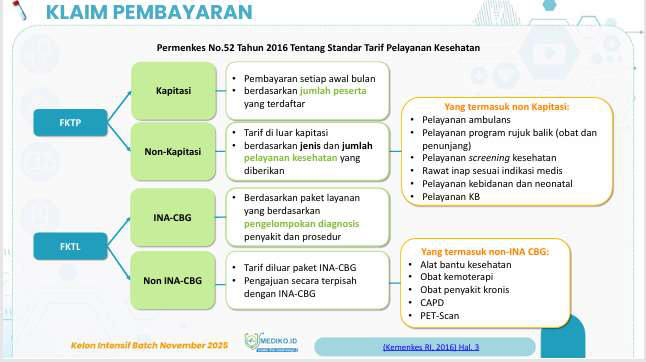 KLAIM PEMBAYARAN
Permenkes No.52 Tahun 2016 Tentang Standar Tarif Pelayanan Kesehatan
FKTP
Kapitasi
• Pembayaran setiap awal bulan
• berdasarkan jumlah peserta
yang terdaftar
Non-Kapitasi
• Tarif di luar kapitasi
• berdasarkan jenis dan jumlah
pelayanan kesehatan yang
diberikan
Yang termasuk non Kapitasi:
• Pelayanan ambulans
• Pelayanan program rujuk balik (obat dan
penunjang)
• Pelayanan screening kesehatan
• Rawat inap sesuai indikasi medis
• Pelayanan kebidanan dan neonatal
• Pelayanan KB
FKTL
INA-CBG
• Berdasarkan paket layanan
yang berdasarkan
pengelompokan diagnosis
penyakit dan prosedur
Non INA-CBG
• Tarif diluar paket INA-CBG
• Pengajuan secara terpisah
dengan INA-CBG
Yang termasuk non-INA CBG:
• Alat bantu kesehatan
• Obat kemoterapi
• Obat penyakit kronis
• CAPD
• PET-Scan
Kelon Intensif Batch November 2025
MEDIKO.ID
(Kemenkes RI, 2016) Hal. 3